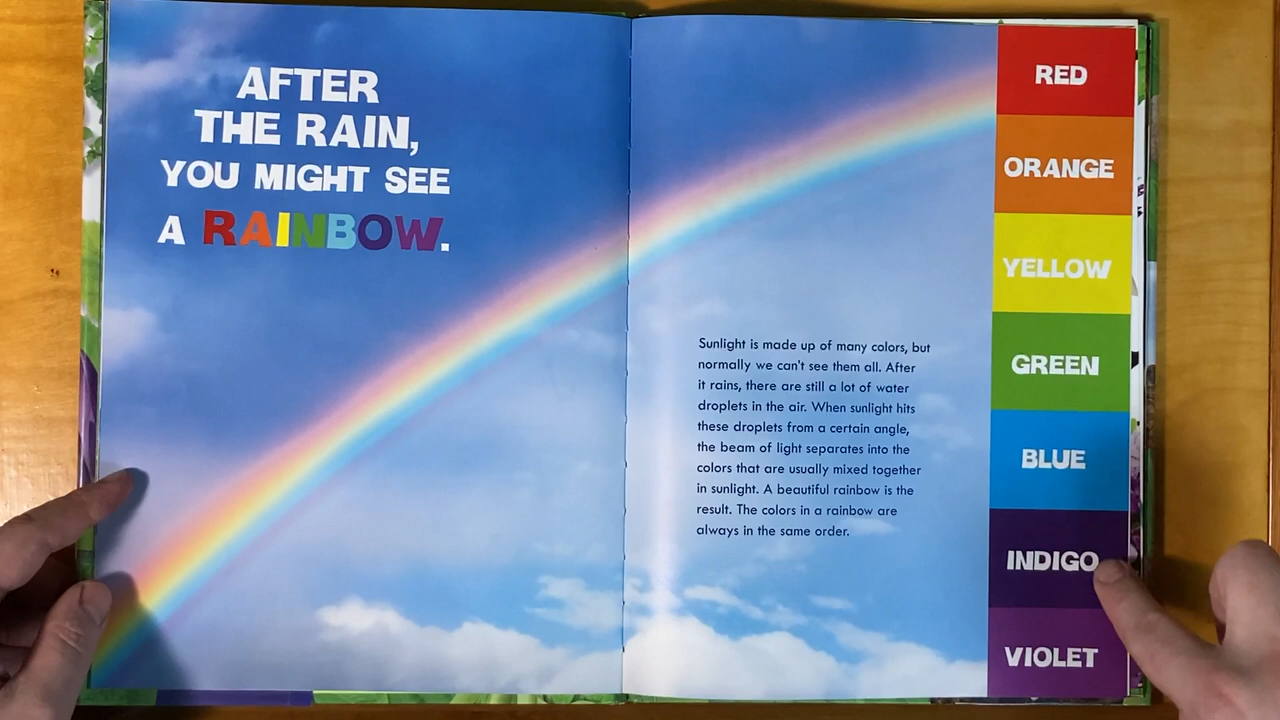 AFTER
THE RAIN,
YOU MIGHT SEE
A RAINBOW.
Sunlight is made up of many colors, but
normally we can't see them all. After
it rains, there are still a lot of water
droplets in the air. When sunlight hits
these droplets from a certain angle,
the beam of light separates into the
colors that are usually mixed together
in sunlight. A beautiful rainbow is the
result. The colors in a rainbow are
always in the same order.
RED
ORANGE
YELLOW
GREEN
BLUE
INDIGO
VIOLET